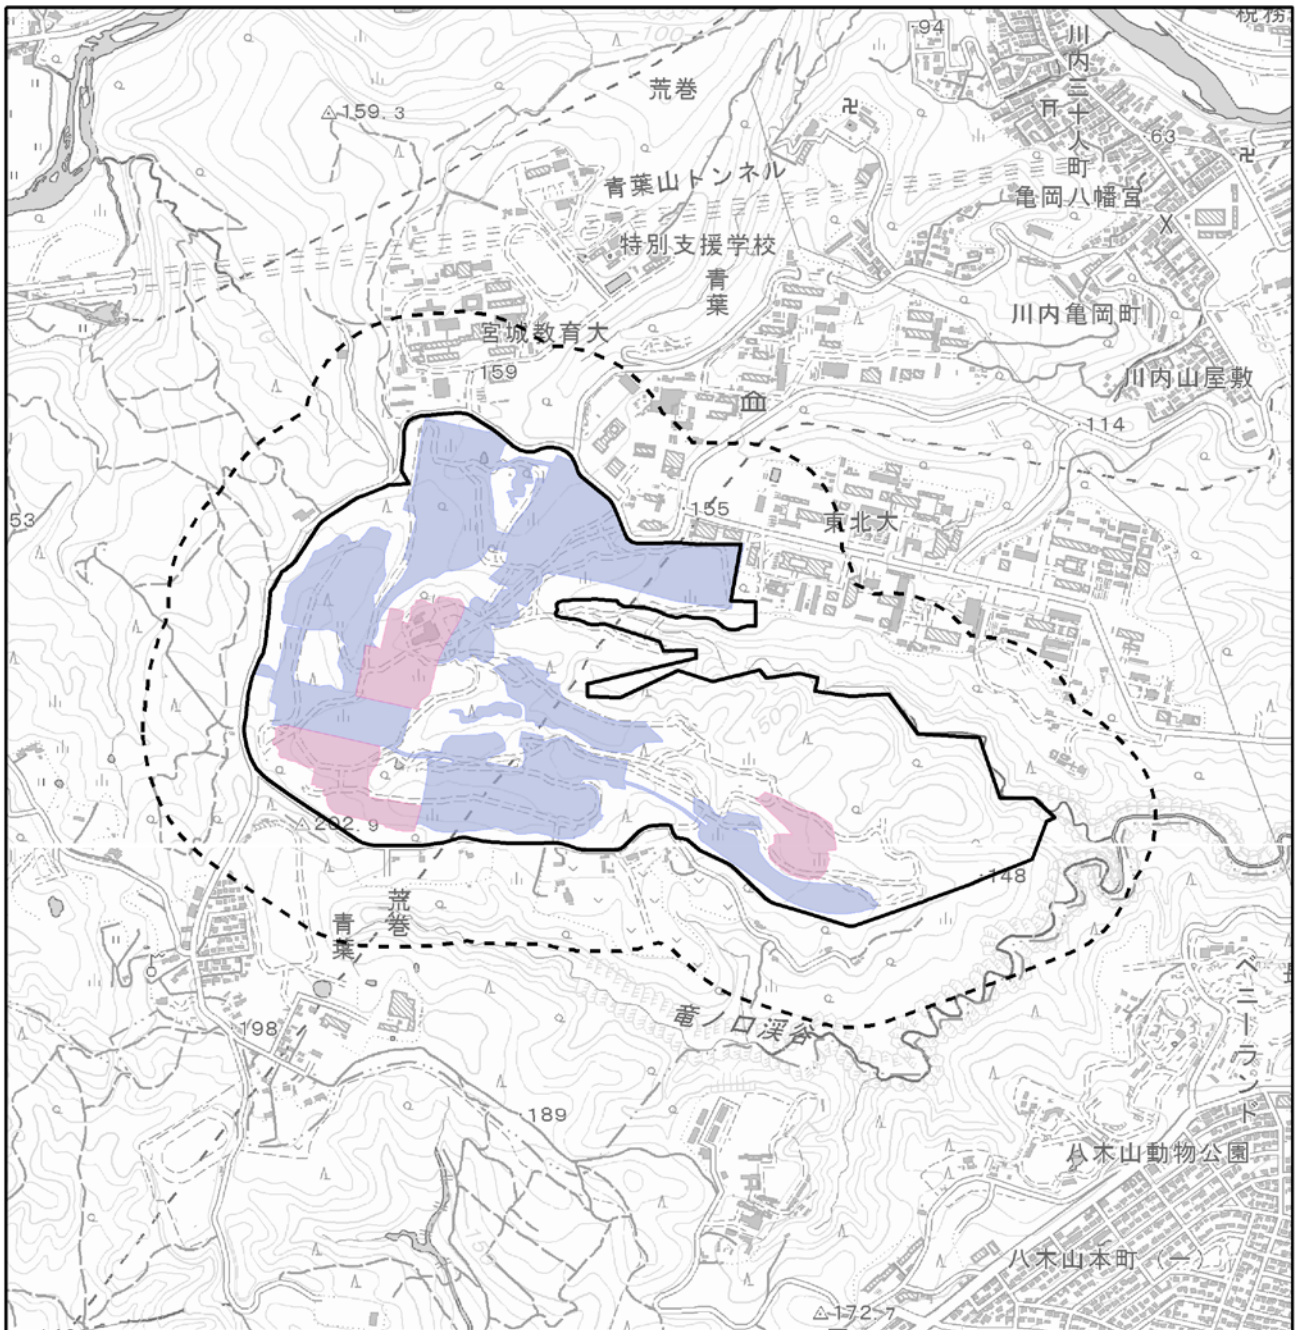 税務
·94
100
川内三十人町
荒巻
△159.3
63
青葉山トンネル
亀岡八幡宮
特別支援学校
青葉
川内亀岡町
宮城教育大
159
川内山屋敷
·114
·155
53
東北大
150
△202.9
·148
荒巻
青葉
ベニーランド
竜ノ口渓谷
·198
·189
八木山動物公園
八木山本町(一)
△172.7